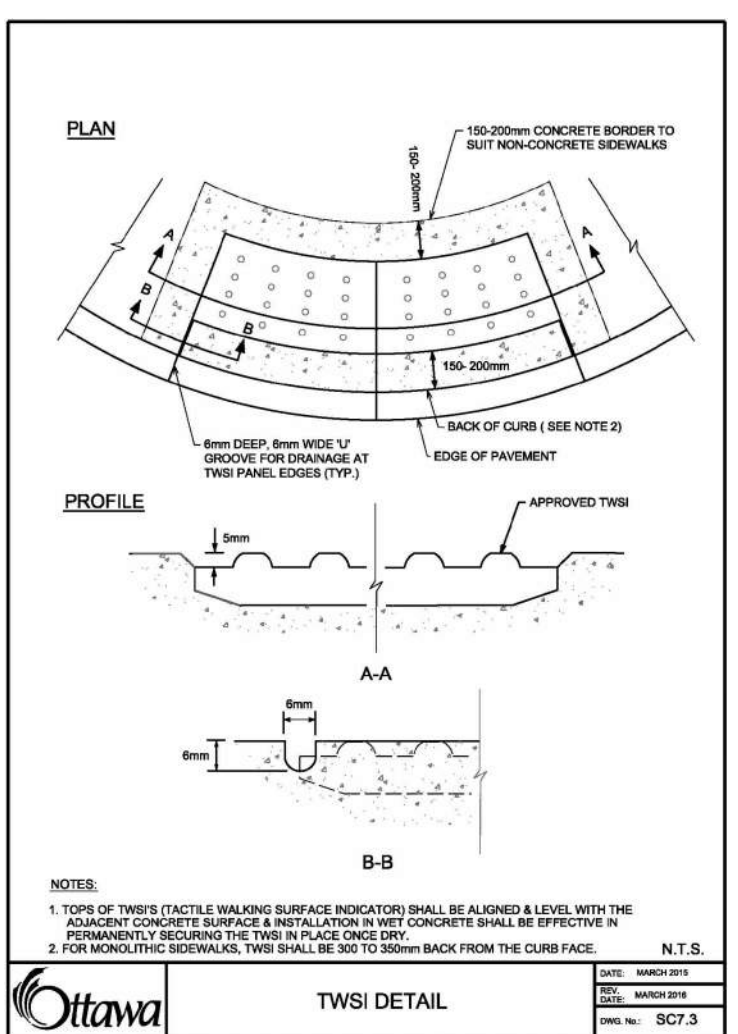 PLAN
150-200mm CONCRETE BORDER TO
SUIT NON-CONCRETE SIDEWALKS
150- 200mm
A
A
B
B
150- 200mm
BACK OF CURB ( SEE NOTE 2)
EDGE OF PAVEMENT
6mm DEEP, 6mm WIDE 'U'
GROOVE FOR DRAINAGE AT
TWSI PANEL EDGES (TYP.)
PROFILE
APPROVED TWSI
5mm
A-A
6mm
6mm
B-B
NOTES:
1. TOPS OF TWSI'S (TACTILE WALKING SURFACE INDICATOR) SHALL BE ALIGNED & LEVEL WITH THE
ADJACENT CONCRETE SURFACE & INSTALLATION IN WET CONCRETE SHALL BE EFFECTIVE IN
PERMANENTLY SECURING THE TWSI IN PLACE ONCE DRY.
2. FOR MONOLITHIC SIDEWALKS, TWSI SHALL BE 300 TO 350mm BACK FROM THE CURB FACE.
N.T.S.
Ottawa
TWSI DETAIL
DATE: MARCH 2015
REV. DATE: MARCH 2016
DWG. No.: SC7.3